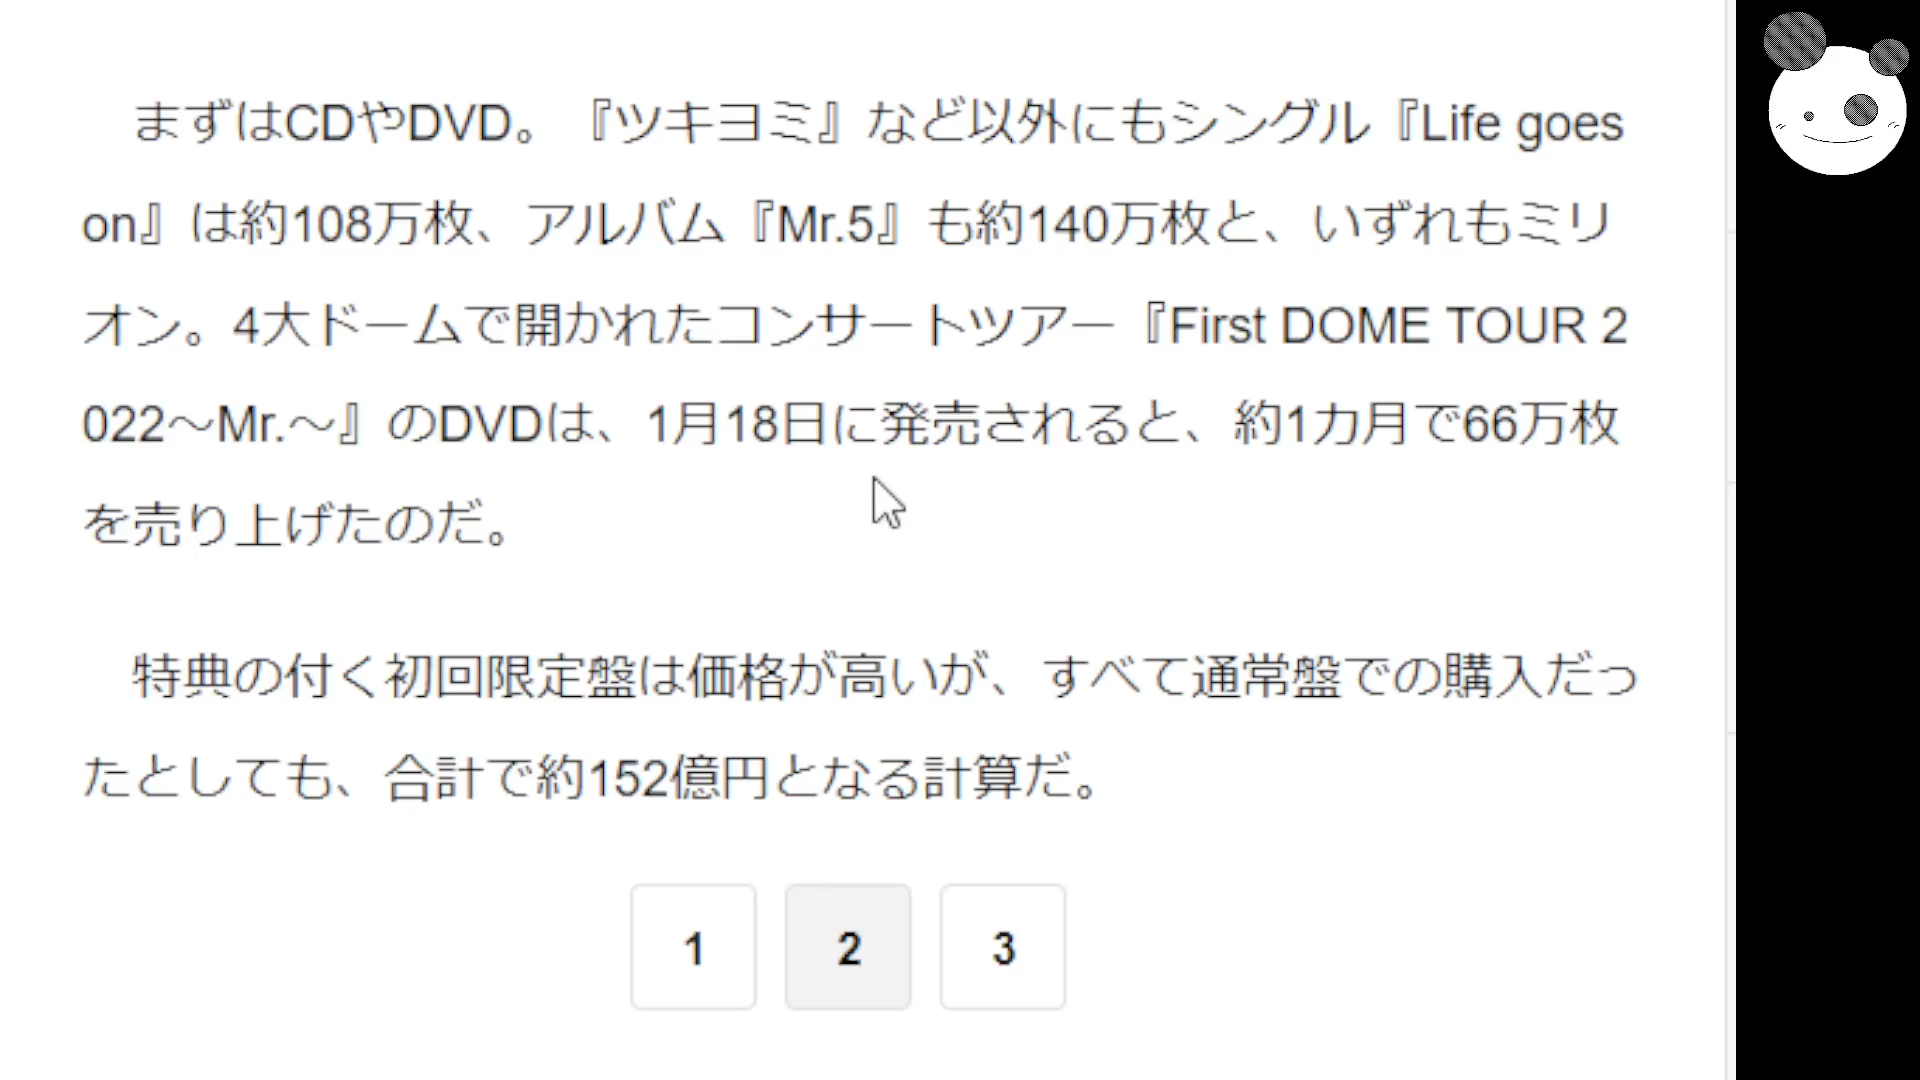 まずはCDやDVD。『ツキヨミ』など以外にもシングル『Life goes
on』は約108万枚、アルバム『Mr.5』も約140万枚と、いずれもミリ
オン。4大ドームで開かれたコンサートツアー『First DOME TOUR 2
022～Mr.～』のDVDは、1月18日に発売されると、約1カ月で66万枚
を売り上げたのだ。
特典の付く初回限定盤は価格が高いが、すべて通常盤での購入だっ
たとしても、合計で約152億円となる計算だ。
1 2 3